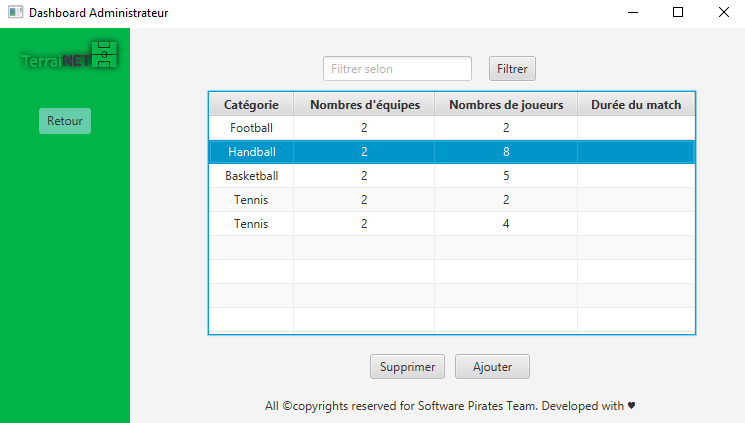 Dashboard Administrateur
TerraiNET
Retour
Filtrer selon Filtrer
Catégorie Nombres d'équipes Nombres de joueurs Durée du match
Football 2 2
Handball 2 8
Basketball 2 5
Tennis 2 2
Tennis 2 4
Supprimer Ajouter
All ©copyrights reserved for Software Pirates Team. Developed with ♥